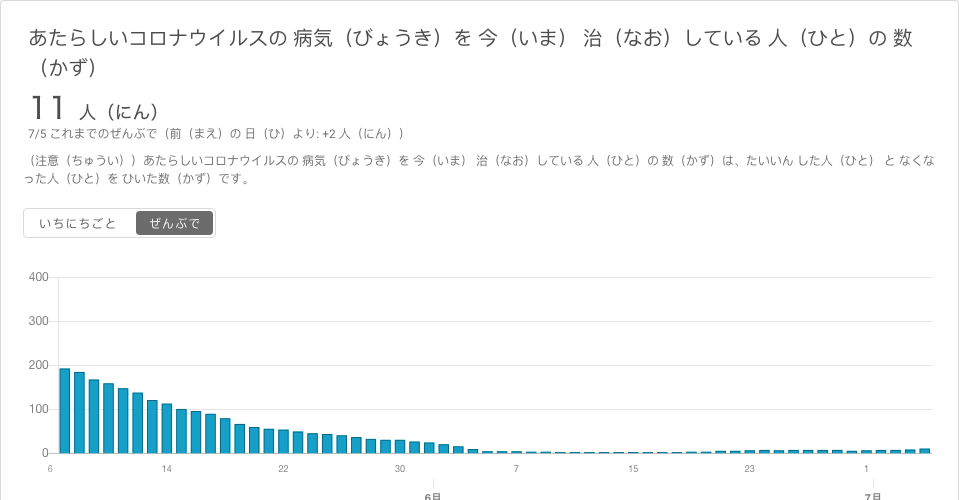 あたらしいコロナウイルスの 病気（びょうき）を 今（いま） 治（なお）している 人（ひと）の 数
（かず）
11 人（にん）
7/5 これまでのぜんぶで（前（まえ）の 日（ひ）より: +2 人（にん））
（注意（ちゅうい））あたらしいコロナウイルスの 病気（びょうき）を 今（いま） 治（なお）している 人（ひと）の 数（かず）は、たいいん した人（ひと） と なくな
った人（ひと）を ひいた数（かず）です。
いちにちごと ぜんぶで
400
300
200
100
0
6 14 22 30 7 15 23 1
6月 7月